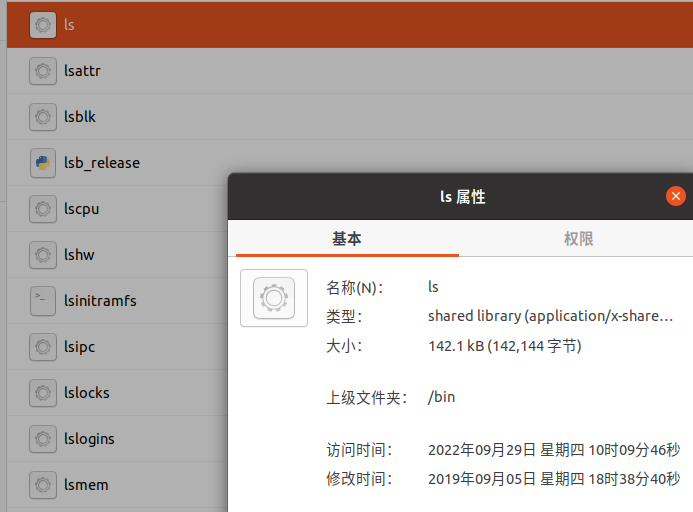 ls
lsattr
lsblk
lsb_release
lscpu
lshw
lsinitramfs
lsipc
lslocks
lslogins
lsmem
ls 属性
基本 权限
名称(N)： ls
类型： shared library (application/x-share…
大小： 142.1 kB (142,144 字节)
上级文件夹： /bin
访问时间： 2022年09月29日 星期四 10时09分46秒
修改时间： 2019年09月05日 星期四 18时38分40秒